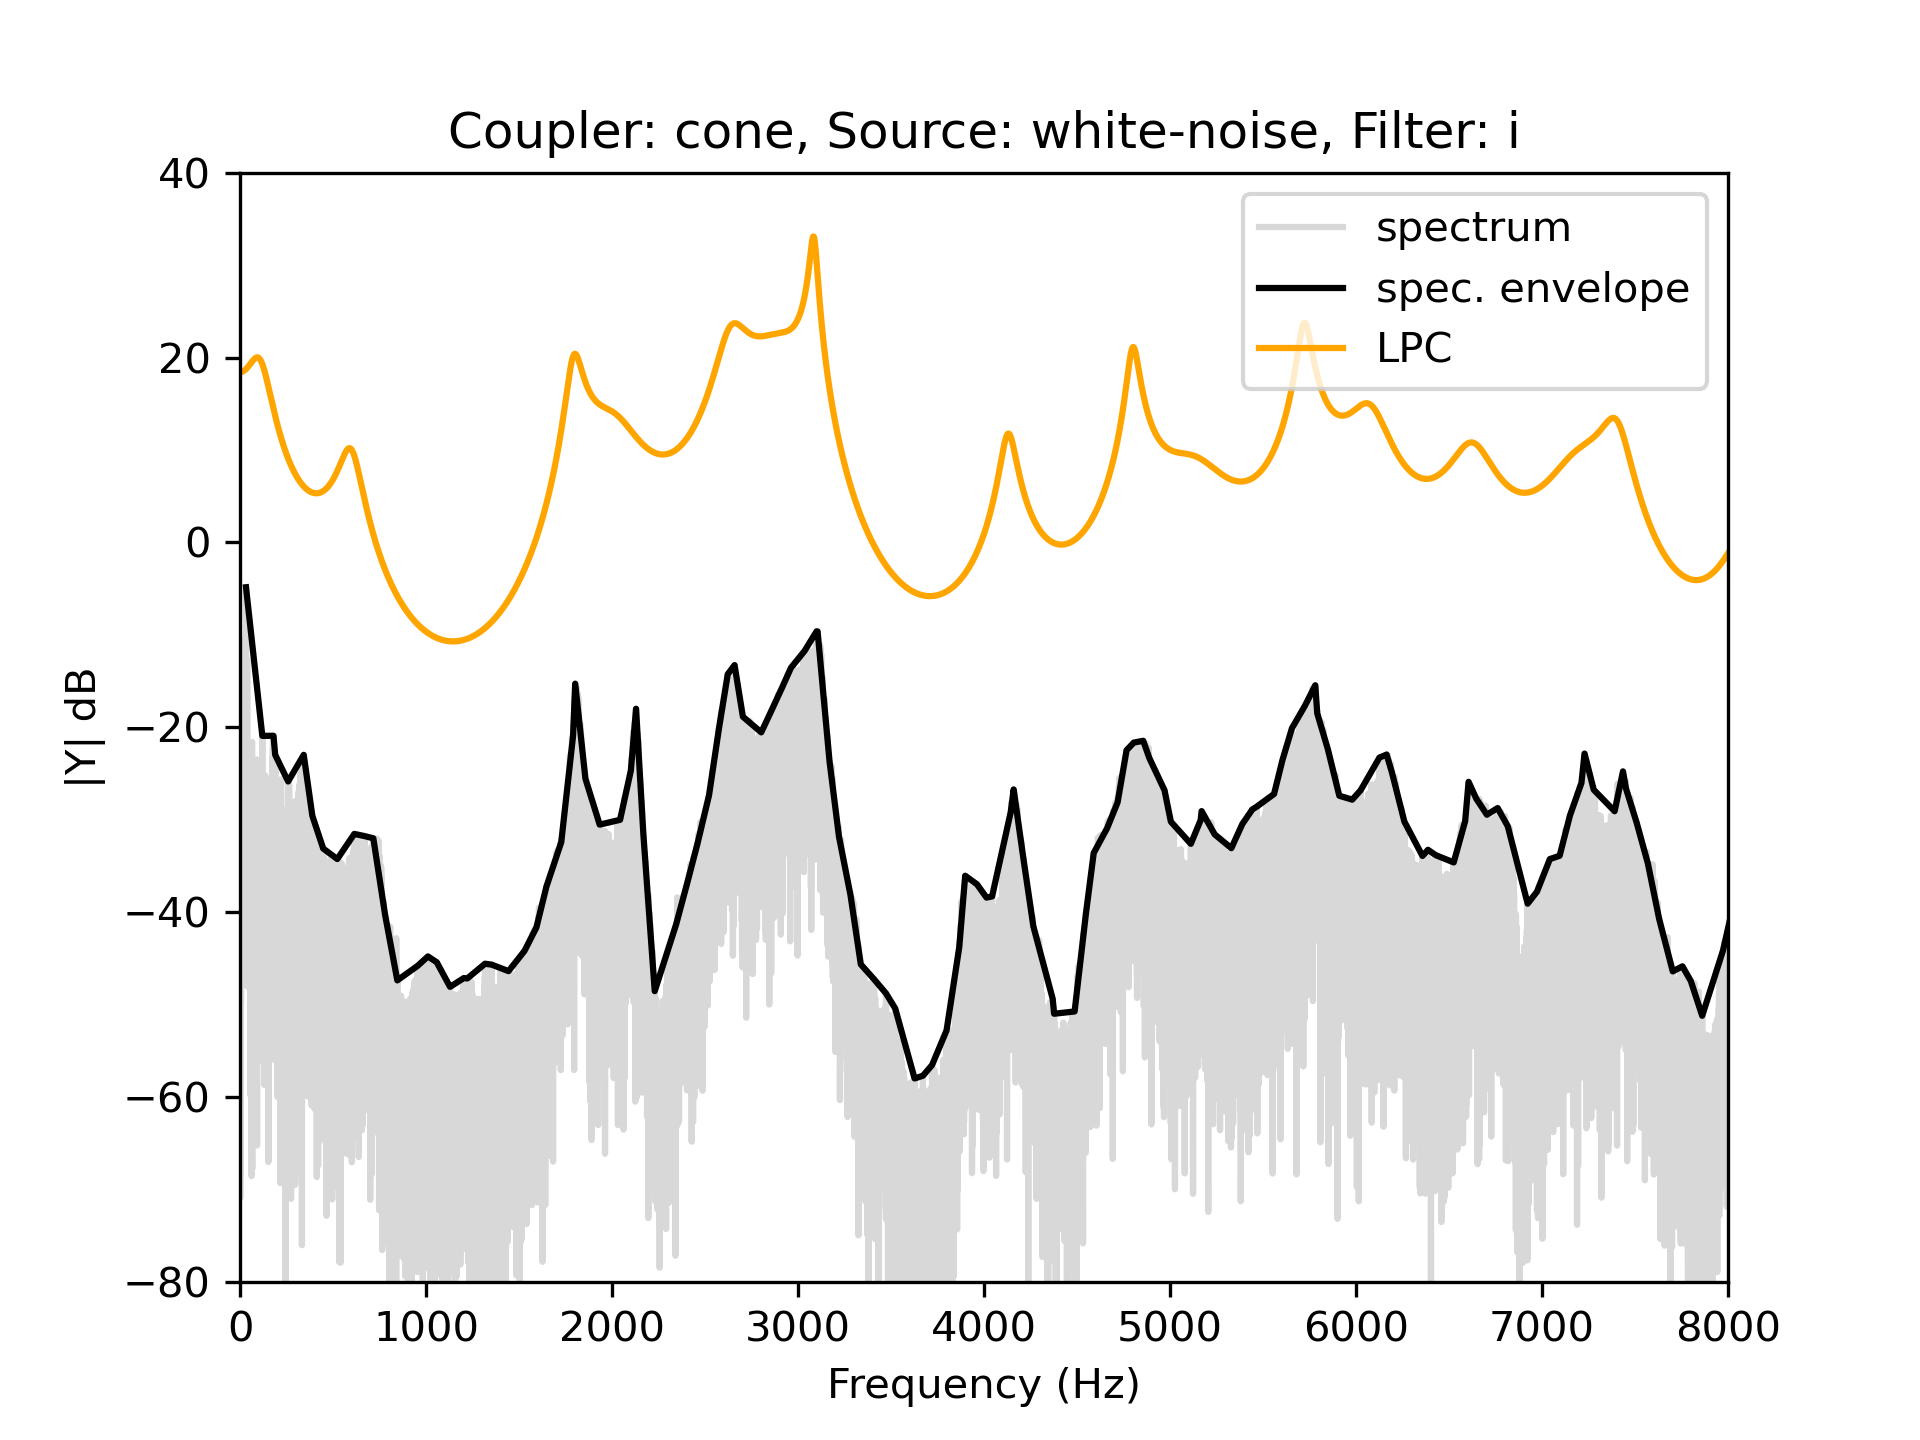 Coupler: cone, Source: white-noise, Filter: i
40
20
0
−20
−40
−60
−80
|Y| dB
spectrum
spec. envelope
LPC
0 1000 2000 3000 4000 5000 6000 7000 8000
Frequency (Hz)